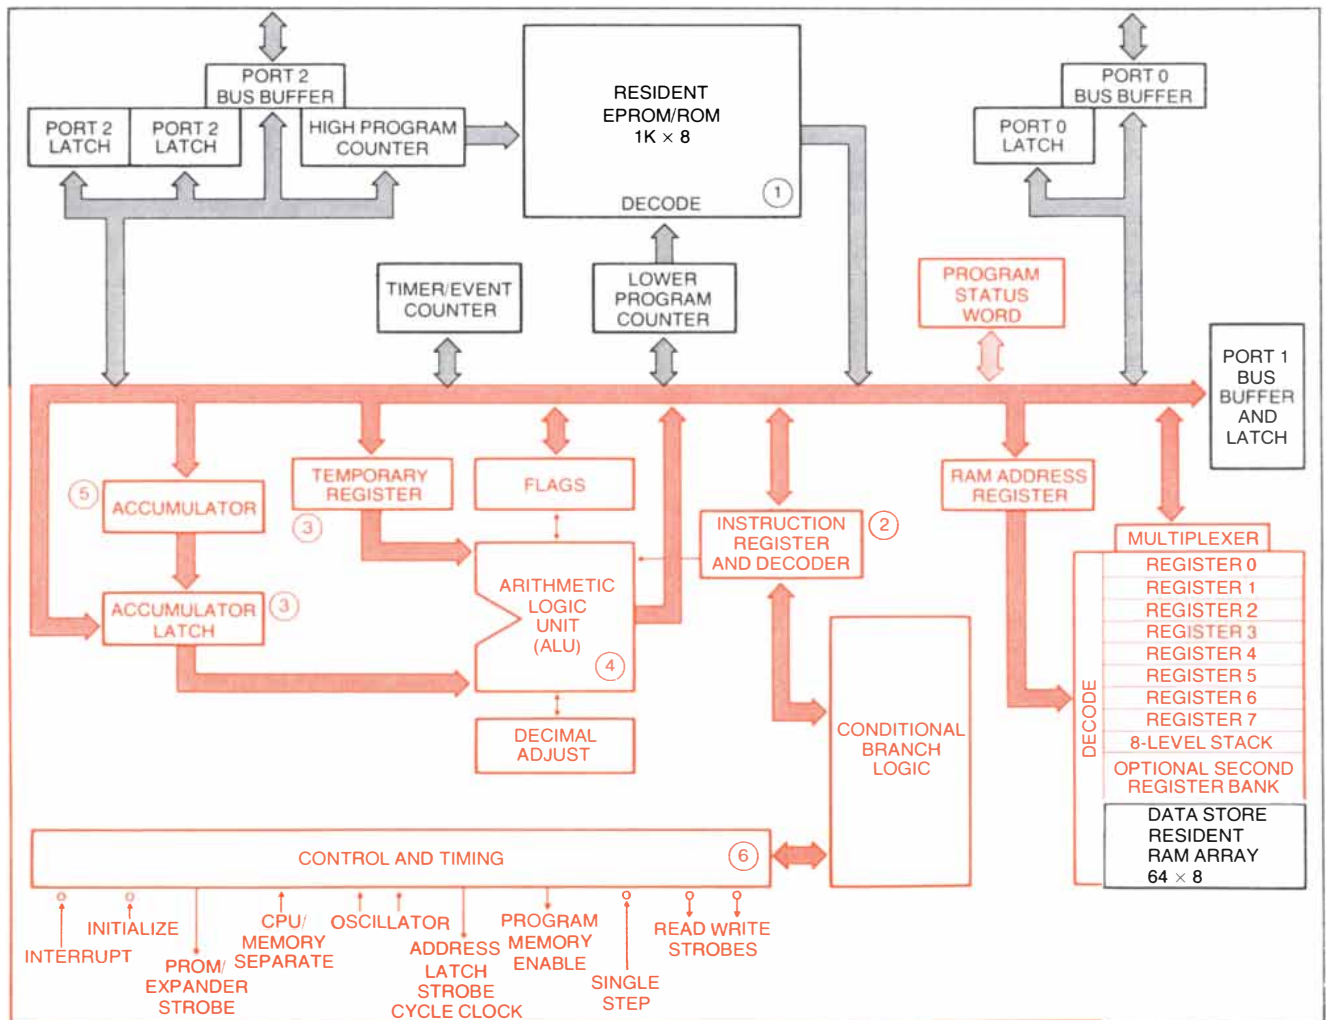 PORT 2
BUS BUFFER
PORT 2
LATCH
PORT 2
LATCH
HIGH PROGRAM
COUNTER
RESIDENT
EPROM/ROM
1K × 8
DECODE
1
PORT 0
BUS BUFFER
PORT 0
LATCH
TIMER/EVENT
COUNTER
LOWER
PROGRAM
COUNTER
PROGRAM
STATUS
WORD
PORT 1
BUS
BUFFER
AND
LATCH
5
ACCUMULATOR
TEMPORARY
REGISTER
3
FLAGS
INSTRUCTION
REGISTER
AND DECODER
2
RAM ADDRESS
REGISTER
ACCUMULATOR
LATCH
3
ARITHMETIC
LOGIC
UNIT
(ALU)
4
DECIMAL
ADJUST
CONDITIONAL
BRANCH
LOGIC
DECODE
MULTIPLEXER
REGISTER 0
REGISTER 1
REGISTER 2
REGISTER 3
REGISTER 4
REGISTER 5
REGISTER 6
REGISTER 7
8-LEVEL STACK
OPTIONAL SECOND
REGISTER BANK
DATA STORE
RESIDENT
RAM ARRAY
64 × 8
CONTROL AND TIMING
6
INTERRUPT
INITIALIZE
PROM/
EXPANDER
STROBE
CPU/
MEMORY
SEPARATE
OSCILLATOR
ADDRESS
LATCH
STROBE
CYCLE CLOCK
PROGRAM
MEMORY
ENABLE
SINGLE
STEP
READ WRITE
STROBES